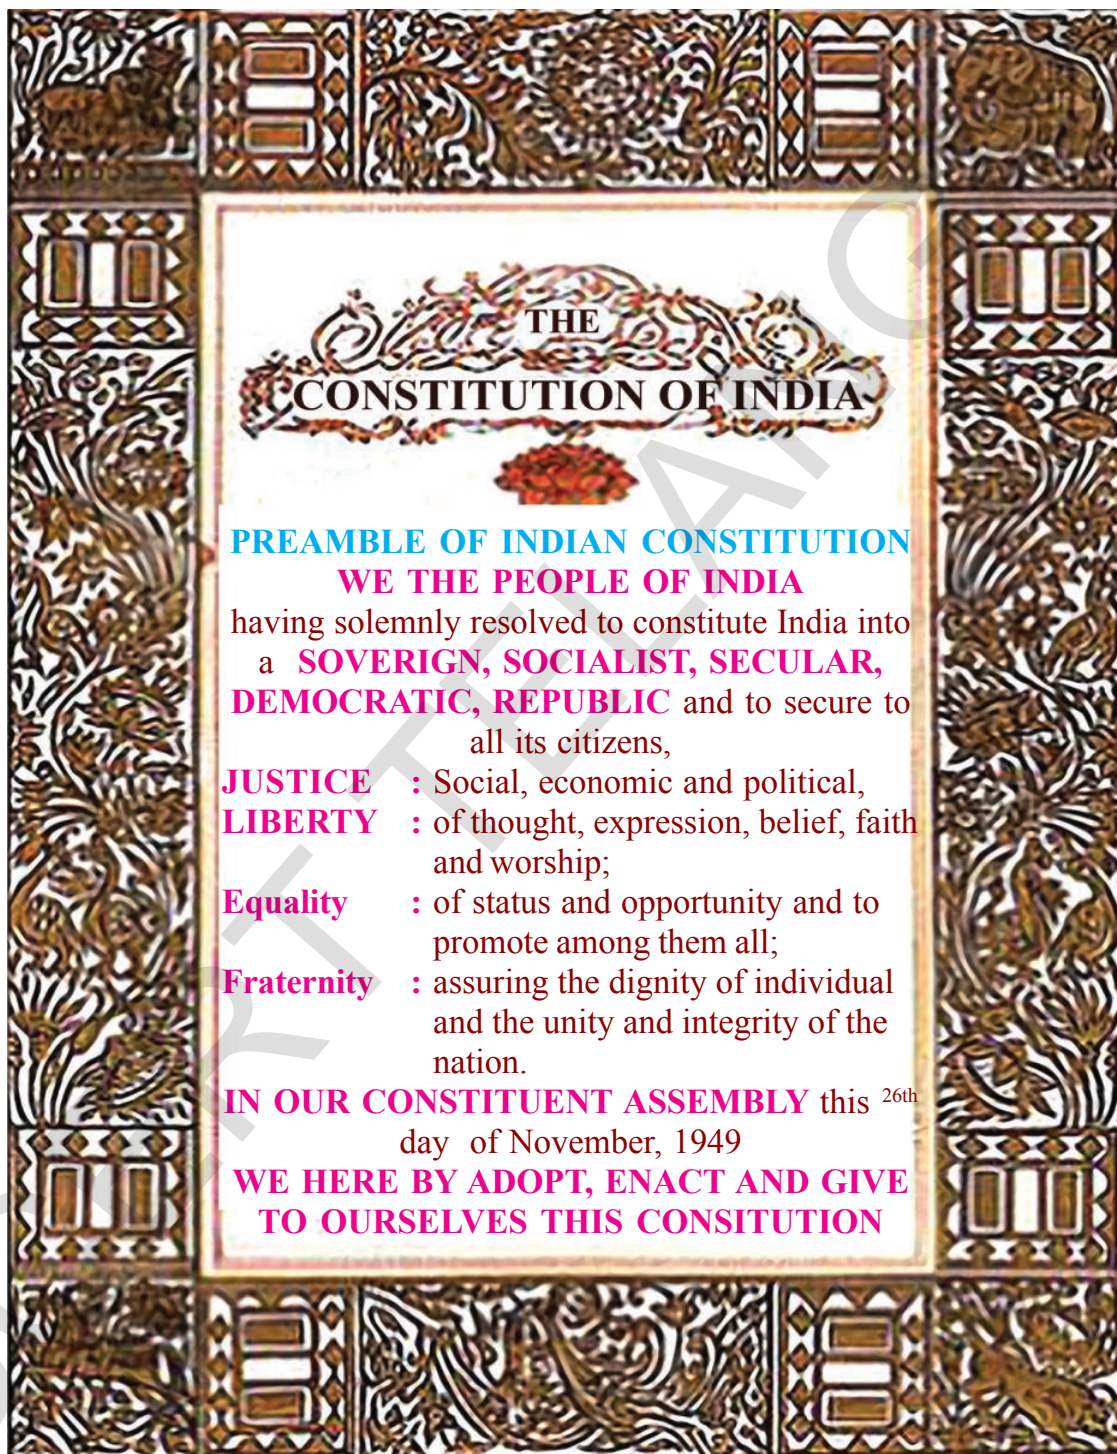 THE
CONSTITUTION OF INDIA
PREAMBLE OF INDIAN CONSTITUTION
WE THE PEOPLE OF INDIA
having solemnly resolved to constitute India into
a SOVERIGN, SOCIALIST, SECULAR,
DEMOCRATIC, REPUBLIC and to secure to
all its citizens,
JUSTICE : Social, economic and political,
LIBERTY : of thought, expression, belief, faith
and worship;
Equality : of status and opportunity and to
promote among them all;
Fraternity : assuring the dignity of individual
and the unity and integrity of the
nation.
IN OUR CONSTITUENT ASSEMBLY this 26th
day of November, 1949
WE HERE BY ADOPT, ENACT AND GIVE
TO OURSELVES THIS CONSITUTION
ERT TELANG